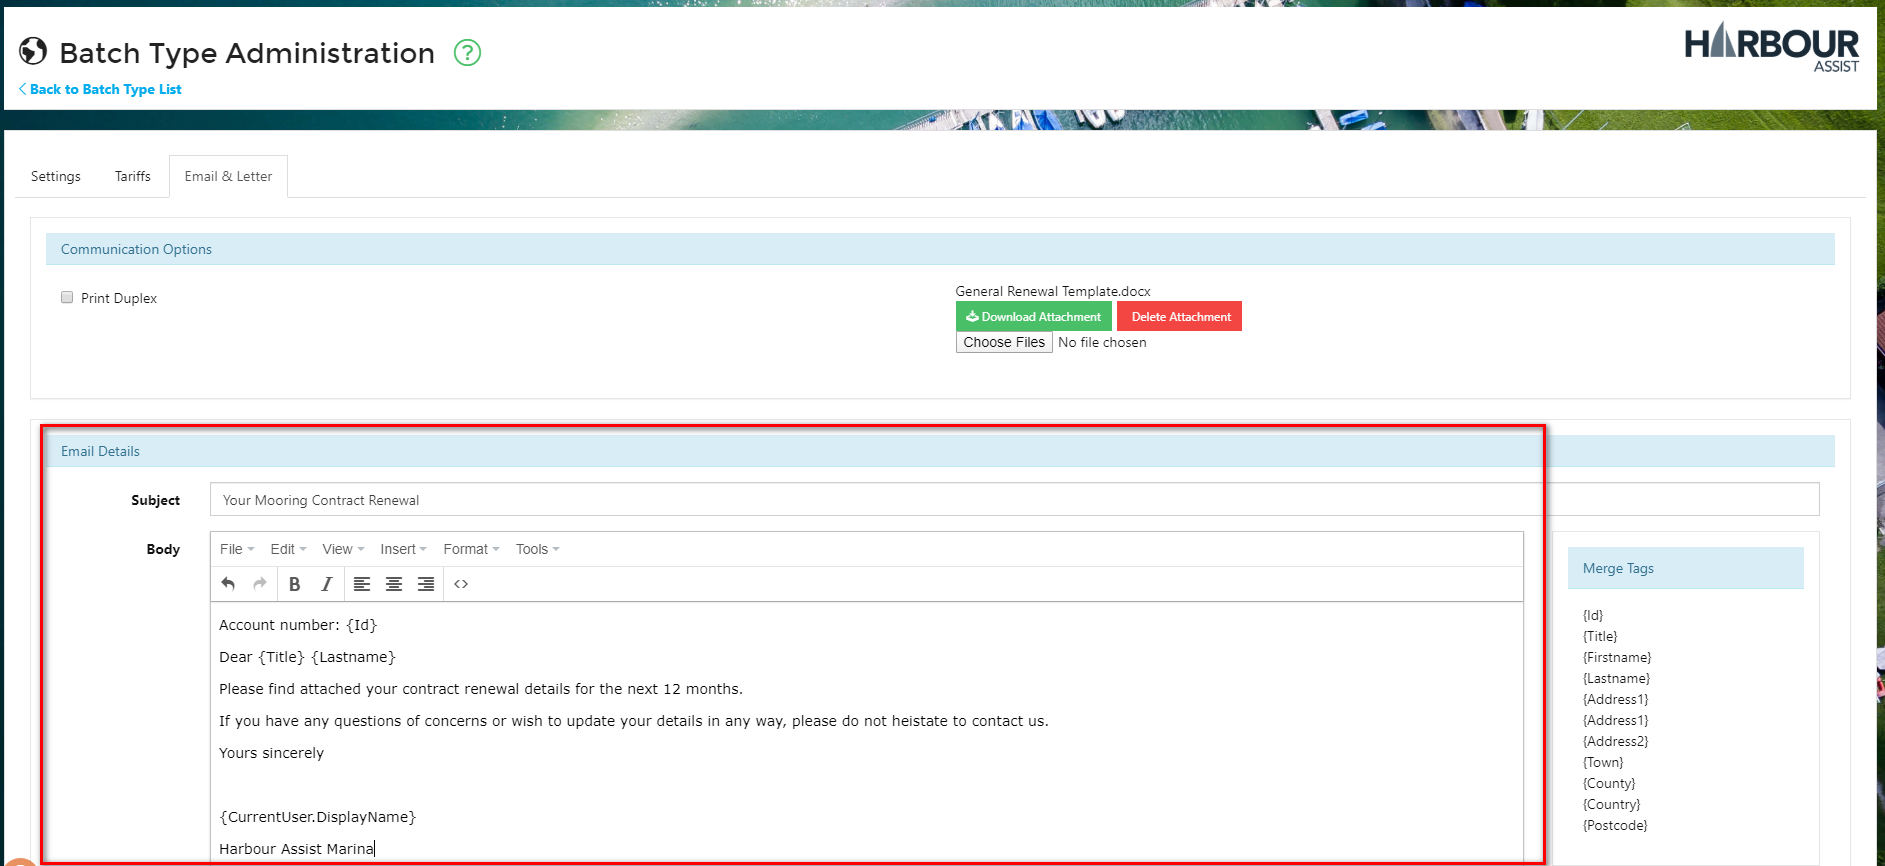 Batch Type Administration ?
HARBOUR
ASSIST
Back to Batch Type List
Settings Tariffs Email & Letter
Communication Options
Print Duplex
General Renewal Template.docx
Download Attachment Delete Attachment
Choose Files No file chosen
Email Details
Subject Your Mooring Contract Renewal
Body
File Edit View Insert Format Tools
B I <>
Account number: {Id}
Dear {Title} {Lastname}
Please find attached your contract renewal details for the next 12 months.
If you have any questions of concerns or wish to update your details in any way, please do not heistate to contact us.
Yours sincerely
{CurrentUser.DisplayName}
Harbour Assist Marina
Merge Tags
{Id}
{Title}
{Firstname}
{Lastname}
{Address1}
{Address1}
{Address2}
{Town}
{County}
{Country}
{Postcode}